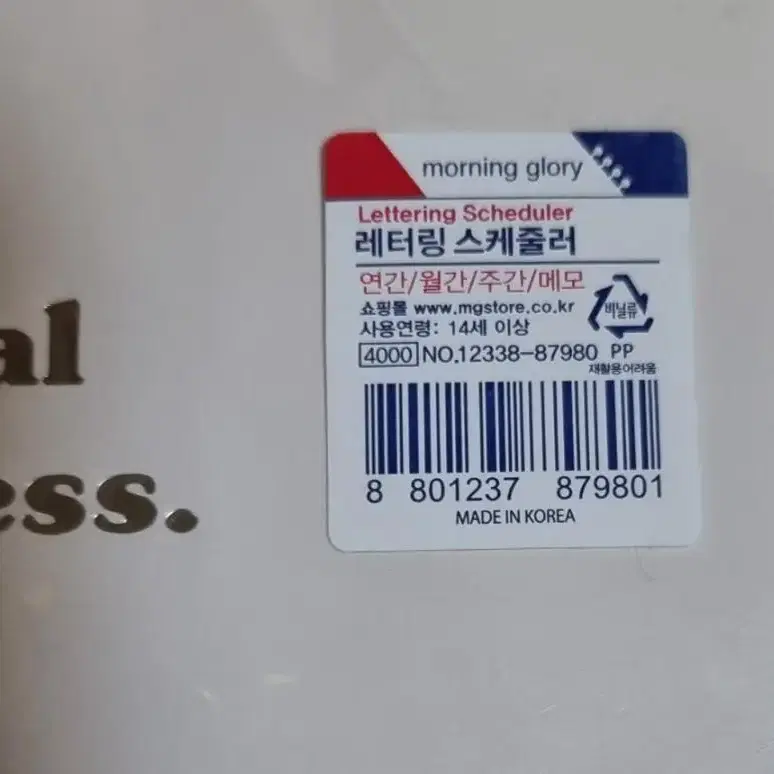 al
ess.
morning glory
Lettering Scheduler
레터링 스케줄러
연간/월간/주간/메모
쇼핑몰 www.mgstore.co.kr
사용연령: 14세 이상
비닐류
4000 NO.12338-87980 PP
재활용어려움
8 801237 879801
MADE IN KOREA